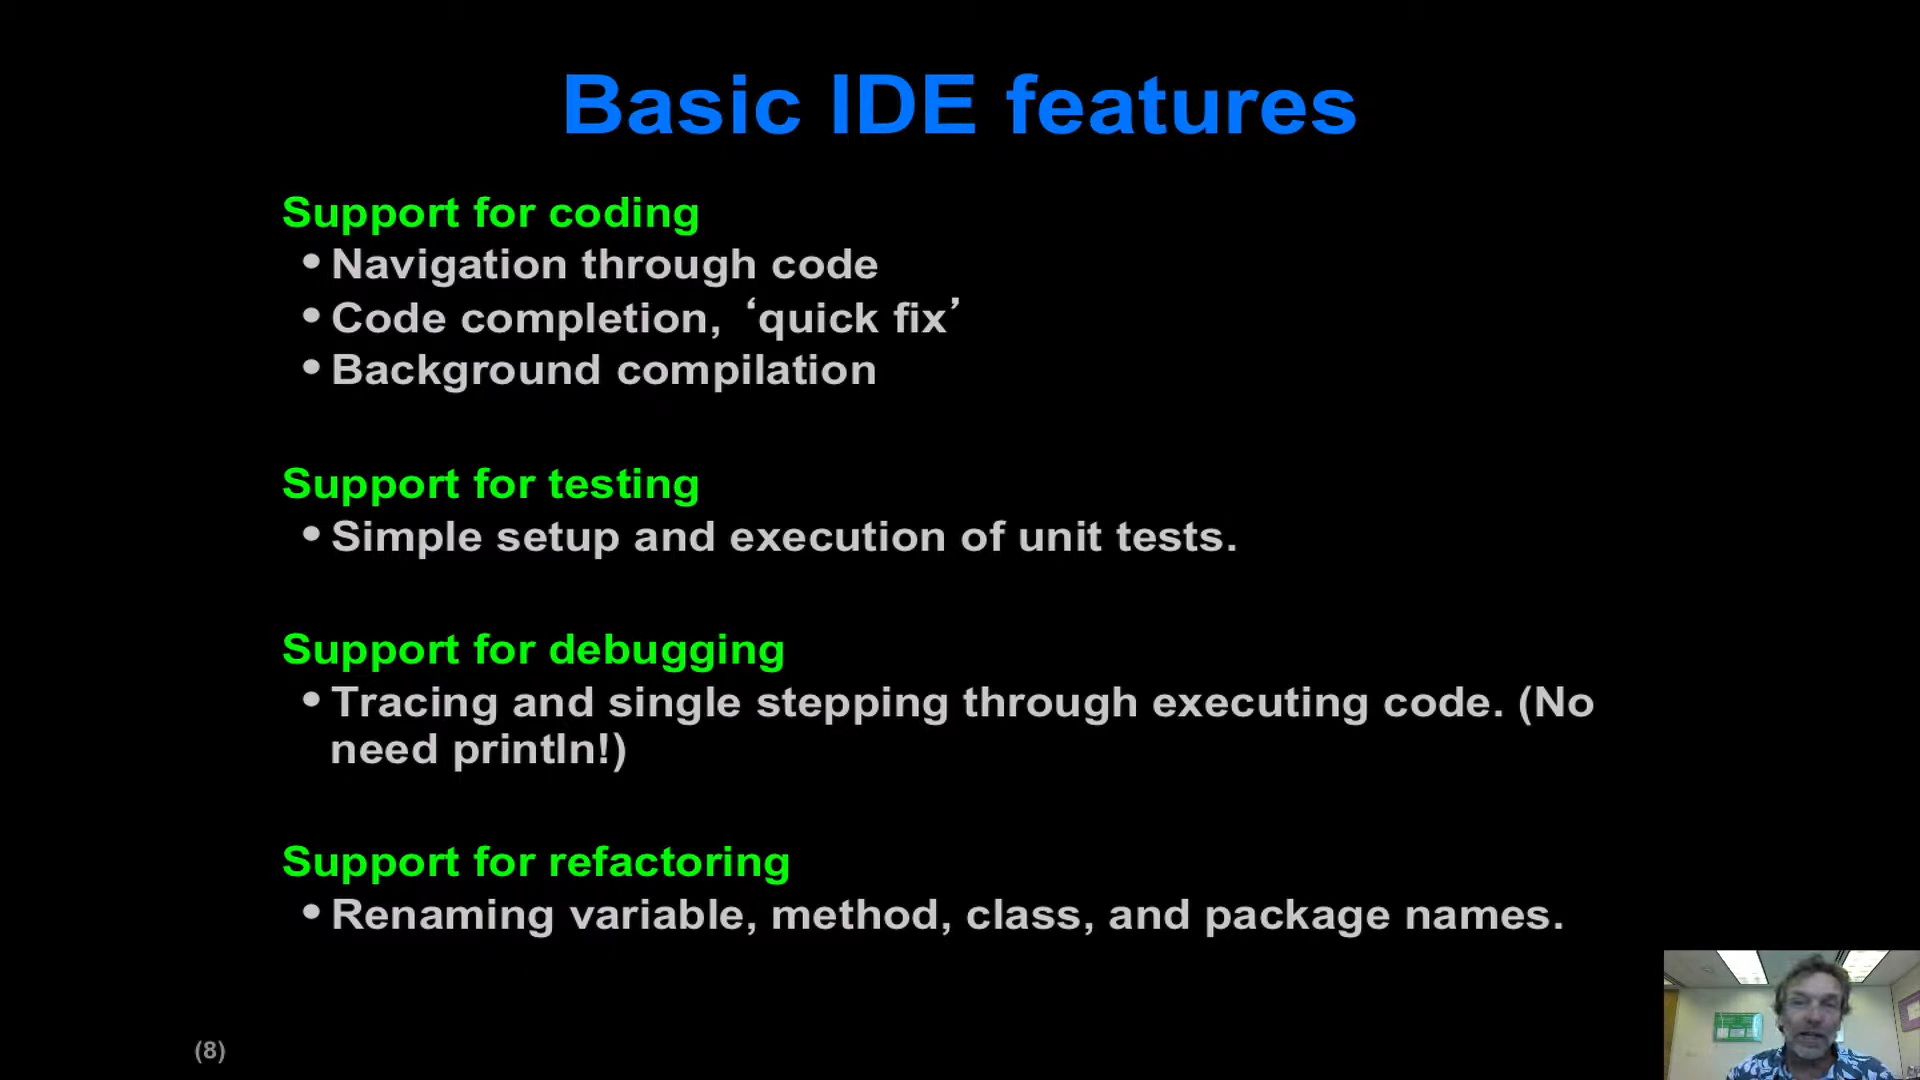 Basic IDE features
Support for coding
• Navigation through code
• Code completion, ‘quick fix’
• Background compilation
Support for testing
• Simple setup and execution of unit tests.
Support for debugging
• Tracing and single stepping through executing code. (No
need println!)
Support for refactoring
• Renaming variable, method, class, and package names.
(8)